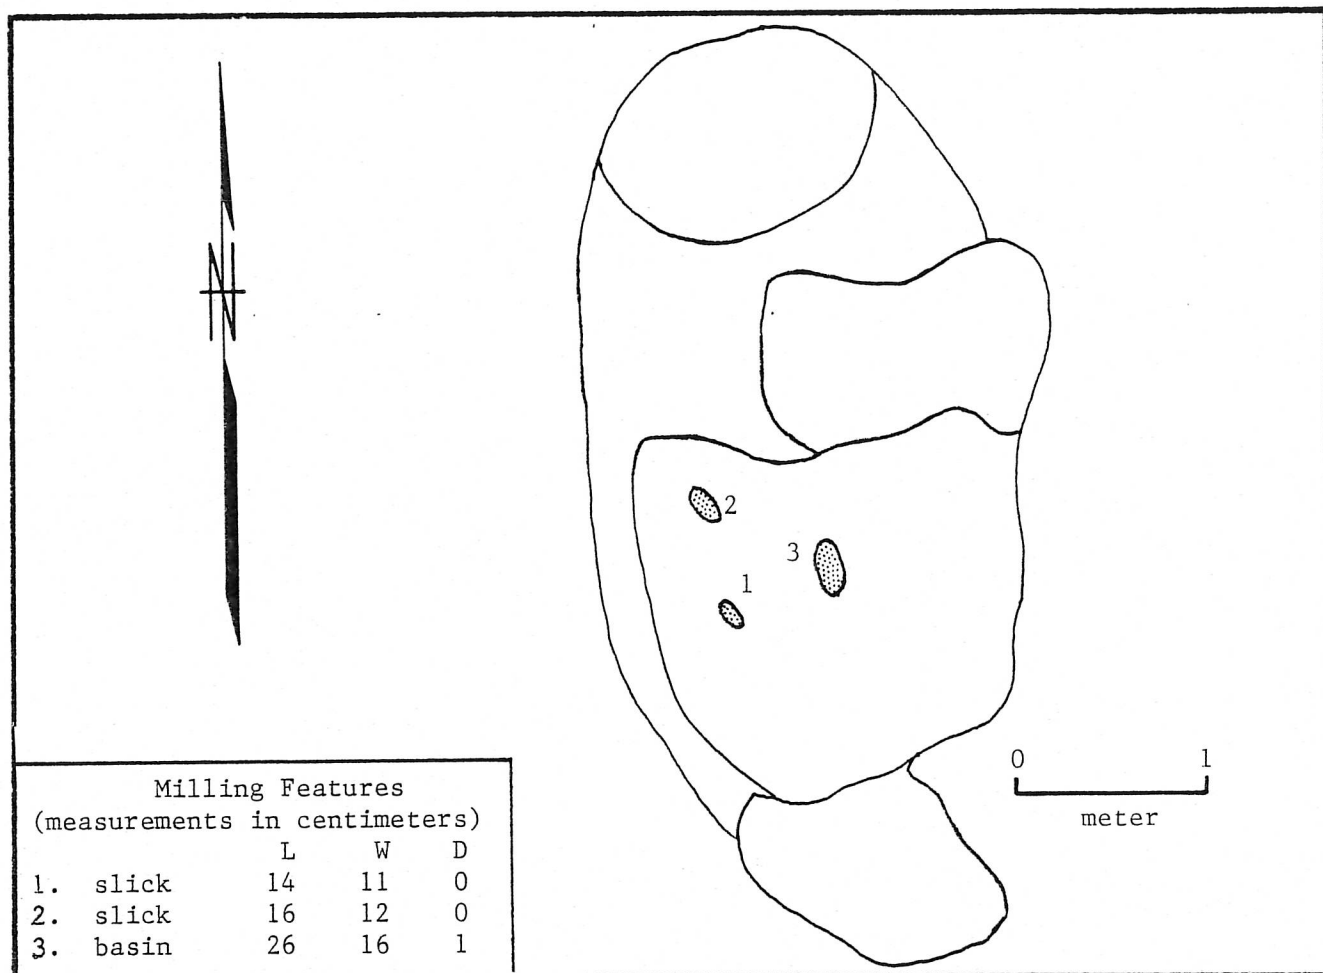 N
2
3
1
0 1
meter
Milling Features
(measurements in centimeters)
L W D
1. slick 14 11 0
2. slick 16 12 0
3. basin 26 16 1